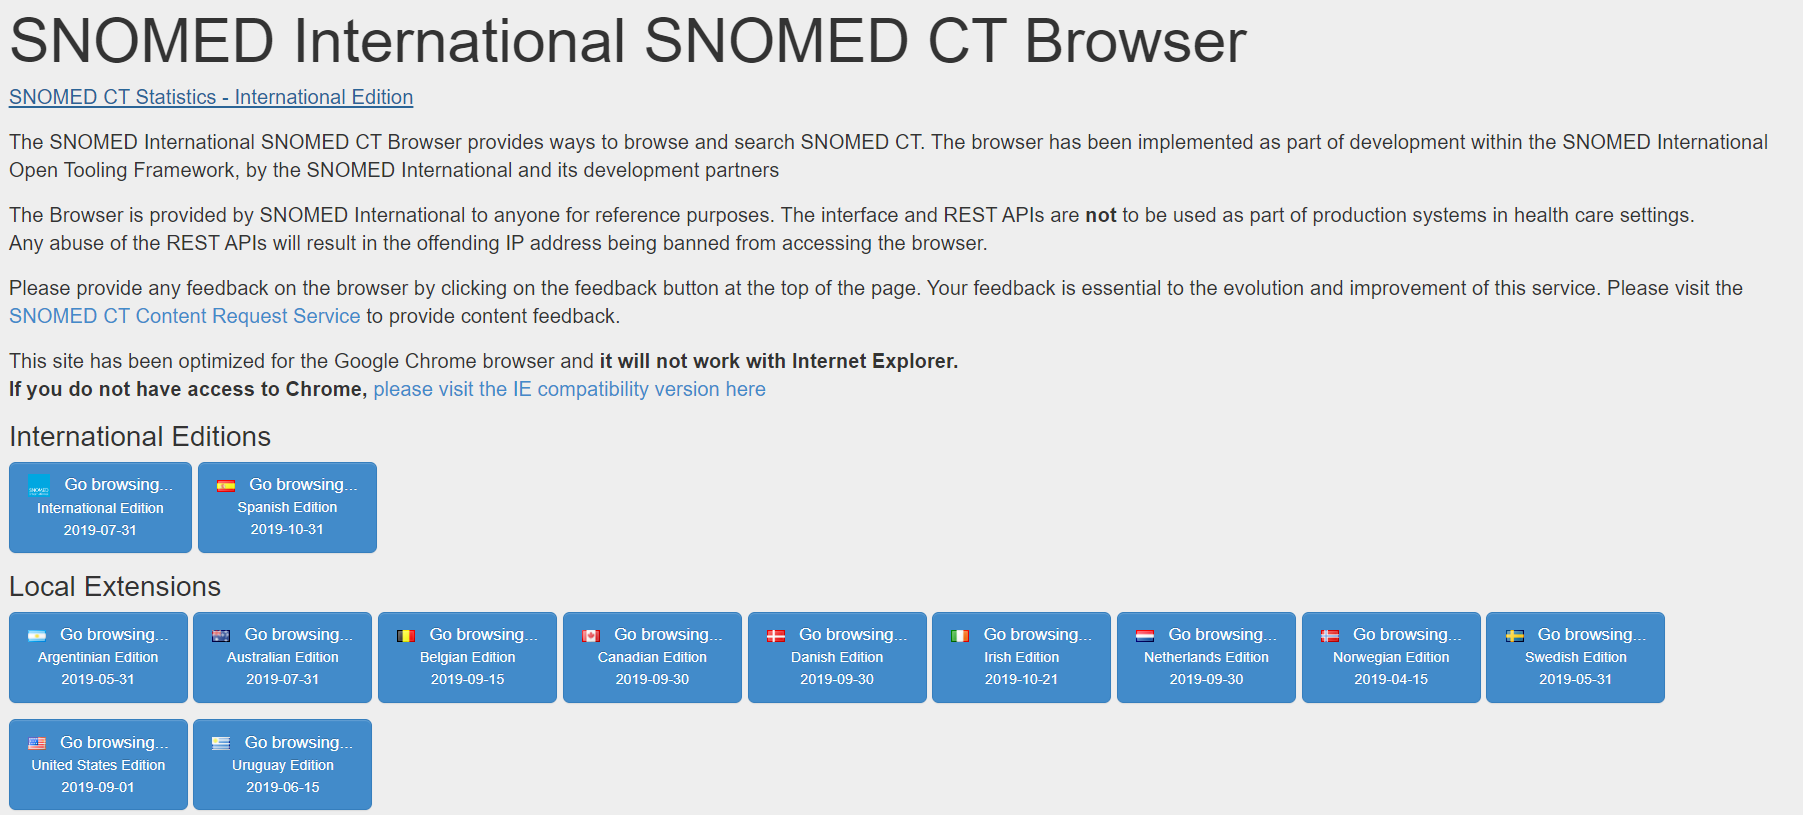 SNOMED International SNOMED CT Browser
SNOMED CT Statistics - International Edition
The SNOMED International SNOMED CT Browser provides ways to browse and search SNOMED CT. The browser has been implemented as part of development within the SNOMED International
Open Tooling Framework, by the SNOMED International and its development partners
The Browser is provided by SNOMED International to anyone for reference purposes. The interface and REST APIs are not to be used as part of production systems in health care settings.
Any abuse of the REST APIs will result in the offending IP address being banned from accessing the browser.
Please provide any feedback on the browser by clicking on the feedback button at the top of the page. Your feedback is essential to the evolution and improvement of this service. Please visit the
SNOMED CT Content Request Service to provide content feedback.
This site has been optimized for the Google Chrome browser and it will not work with Internet Explorer.
If you do not have access to Chrome, please visit the IE compatibility version here
International Editions
Go browsing...
International Edition
2019-07-31
Go browsing...
Spanish Edition
2019-10-31
Local Extensions
Go browsing...
Argentinian Edition
2019-05-31
Go browsing...
Australian Edition
2019-07-31
Go browsing...
Belgian Edition
2019-09-15
Go browsing...
Canadian Edition
2019-09-30
Go browsing...
Danish Edition
2019-09-30
Go browsing...
Irish Edition
2019-10-21
Go browsing...
Netherlands Edition
2019-09-30
Go browsing...
Norwegian Edition
2019-04-15
Go browsing...
Swedish Edition
2019-05-31
Go browsing...
United States Edition
2019-09-01
Go browsing...
Uruguay Edition
2019-06-15